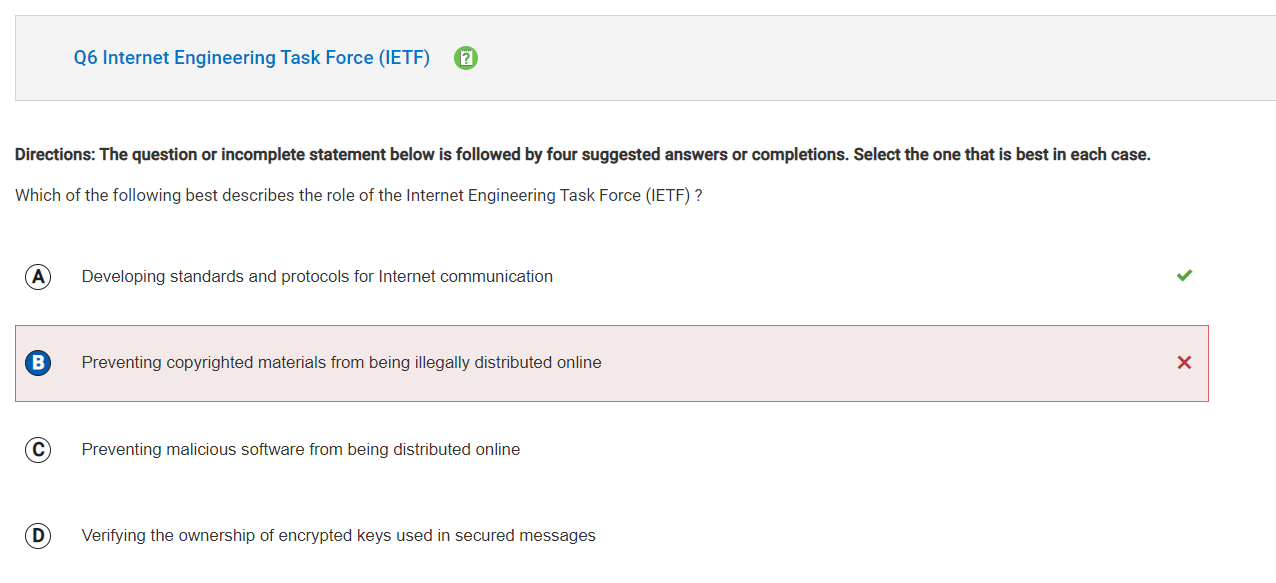 Q6 Internet Engineering Task Force (IETF)
Directions: The question or incomplete statement below is followed by four suggested answers or completions. Select the one that is best in each case.
Which of the following best describes the role of the Internet Engineering Task Force (IETF) ?
A Developing standards and protocols for Internet communication
B Preventing copyrighted materials from being illegally distributed online
C Preventing malicious software from being distributed online
D Verifying the ownership of encrypted keys used in secured messages